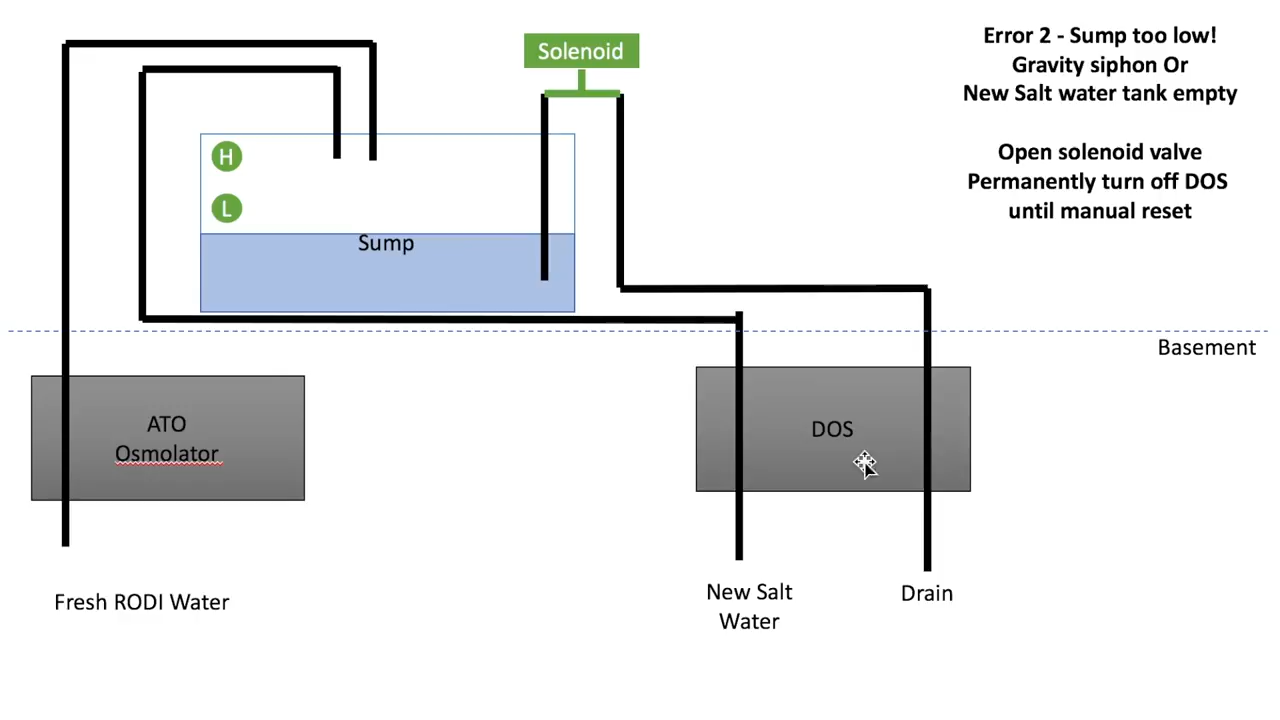 Error 2 - Sump too low!
Gravity siphon Or
New Salt water tank empty
Open solenoid valve
Permanently turn off DOS
until manual reset
Solenoid
H
L
Sump
Basement
ATO
Osmolator
DOS
Fresh RODI Water
New Salt
Water
Drain